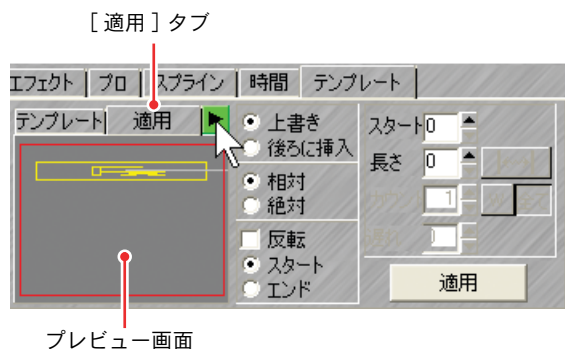 ［適用］タブ
エフェクト プロ スプライン 時間 テンプレート
テンプレート 適用
上書き
後ろに挿入
相対
絶対
反転
スタート
エンド
スタート 0
長さ 0
1
適用
プレビュー画面